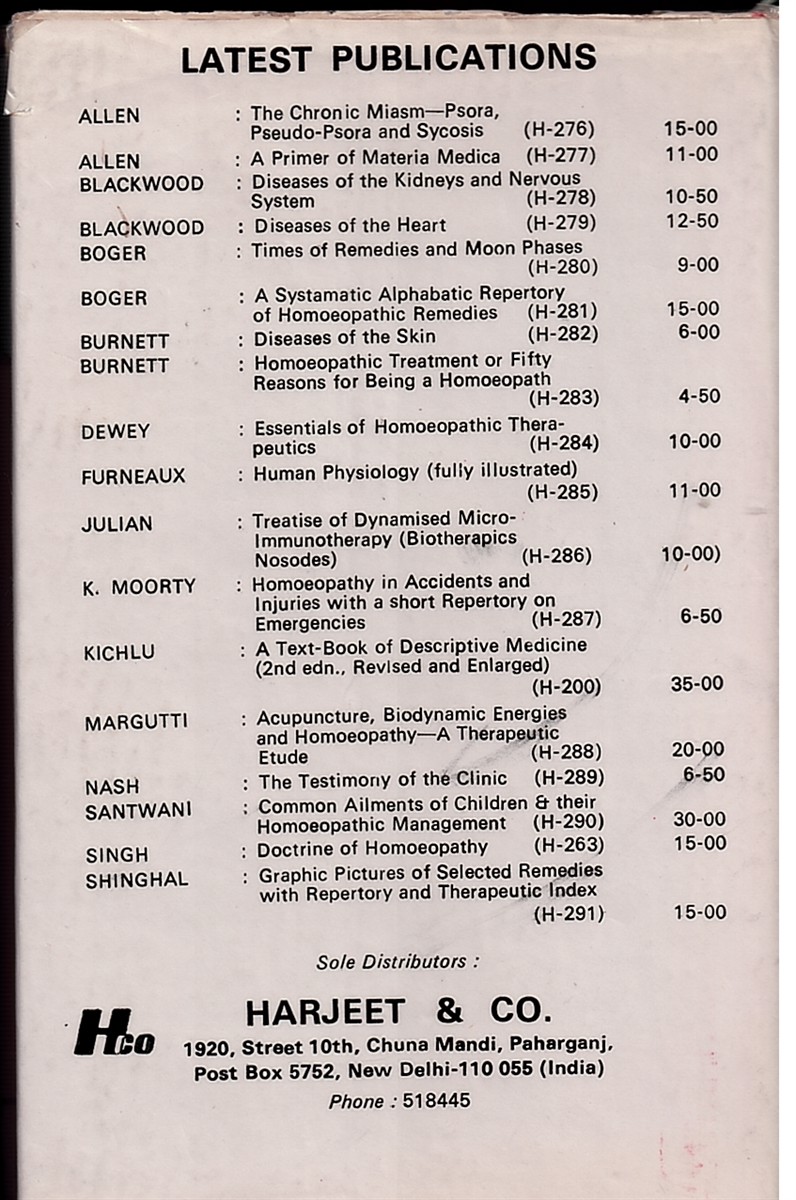 LATEST PUBLICATIONS
ALLEN : The Chronic Miasm—Psora,
Pseudo-Psora and Sycosis (H-276) 15-00
ALLEN : A Primer of Materia Medica (H-277) 11-00
BLACKWOOD : Diseases of the Kidneys and Nervous
System (H-278) 10-50
BLACKWOOD : Diseases of the Heart (H-279) 12-50
BOGER : Times of Remedies and Moon Phases
(H-280) 9-00
BOGER : A Systamatic Alphabatic Repertory
of Homoeopathic Remedies (H-281) 15-00
BURNETT : Diseases of the Skin (H-282) 6-00
BURNETT : Homoeopathic Treatment or Fifty
Reasons for Being a Homoeopath
(H-283) 4-50
DEWEY : Essentials of Homoeopathic Thera-
peutics (H-284) 10-00
FURNEAUX : Human Physiology (fully illustrated)
(H-285) 11-00
JULIAN : Treatise of Dynamised Micro-
Immunotherapy (Biotherapics
Nosodes) (H-286) 10-00)
K. MOORTY : Homoeopathy in Accidents and
Injuries with a short Repertory on
Emergencies (H-287) 6-50
KICHLU : A Text-Book of Descriptive Medicine
(2nd edn., Revised and Enlarged)
(H-200) 35-00
MARGUTTI : Acupuncture, Biodynamic Energies
and Homoeopathy—A Therapeutic
Etude (H-288) 20-00
NASH : The Testimony of the Clinic (H-289) 6-50
SANTWANI : Common Ailments of Children & their
Homoeopathic Management (H-290) 30-00
SINGH : Doctrine of Homoeopathy (H-263) 15-00
SHINGHAL : Graphic Pictures of Selected Remedies
with Repertory and Therapeutic Index
(H-291) 15-00
Sole Distributors :
Hco HARJEET & CO.
1920, Street 10th, Chuna Mandi, Paharganj,
Post Box 5752, New Delhi-110 055 (India)
Phone : 518445